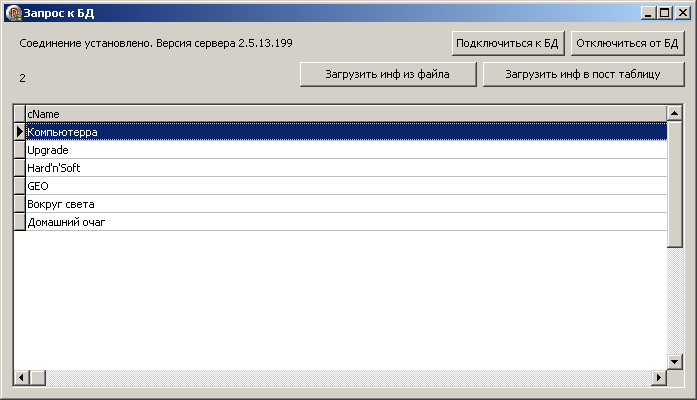 Запрос к БД
Соединение установлено. Версия сервера 2.5.13.199
Подключиться к БД
Отключиться от БД
2
Загрузить инф из файла
Загрузить инф в пост таблицу
cName
Компьютерра
Upgrade
Hard'n'Soft
GEO
Вокруг света
Домашний очаг